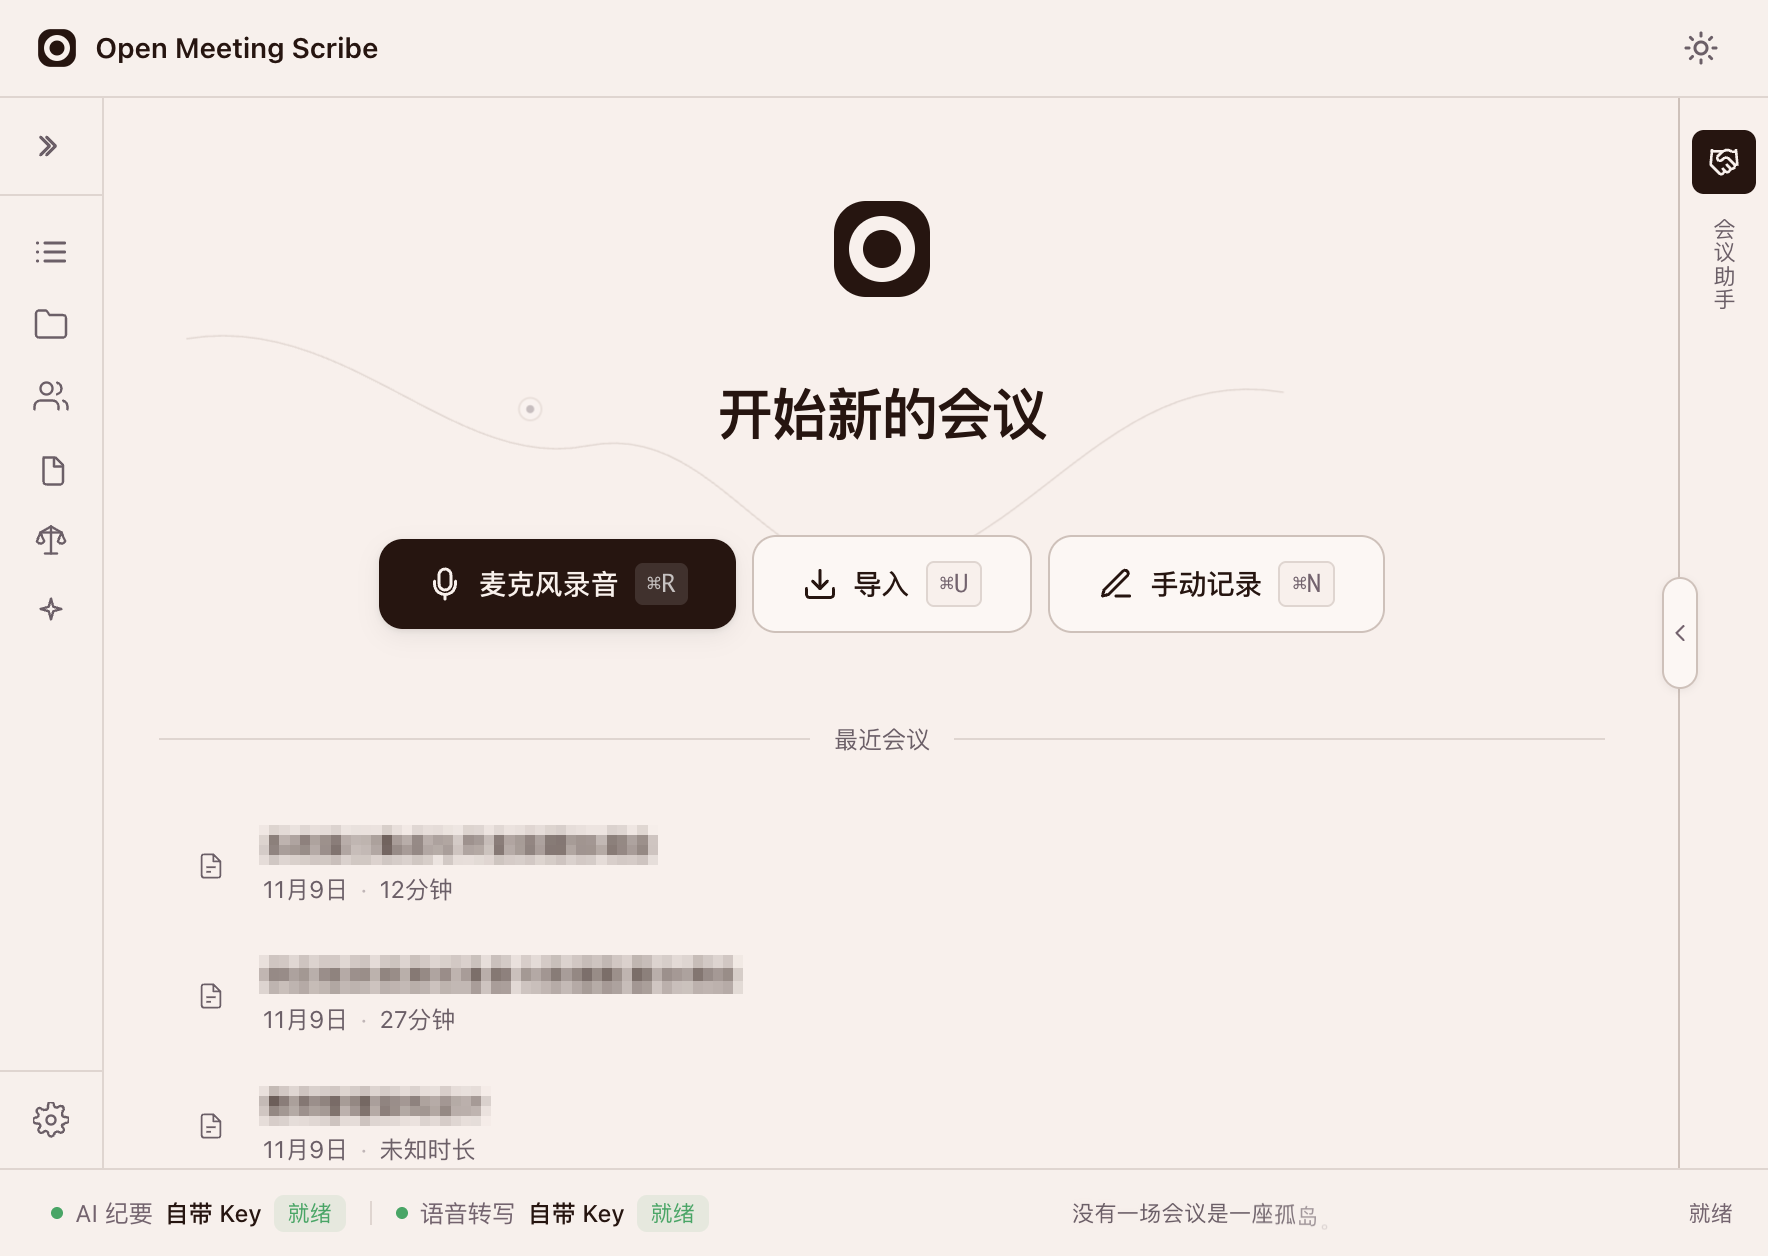 Open Meeting Scribe
会议助手
开始新的会议
麦克风录音 ⌘R
导入 ⌘U
手动记录 ⌘N
最近会议
11月9日 · 12分钟
11月9日 · 27分钟
11月9日 · 未知时长
AI 纪要 自带 Key 就绪
语音转写 自带 Key 就绪
没有一场会议是一座孤岛。
就绪